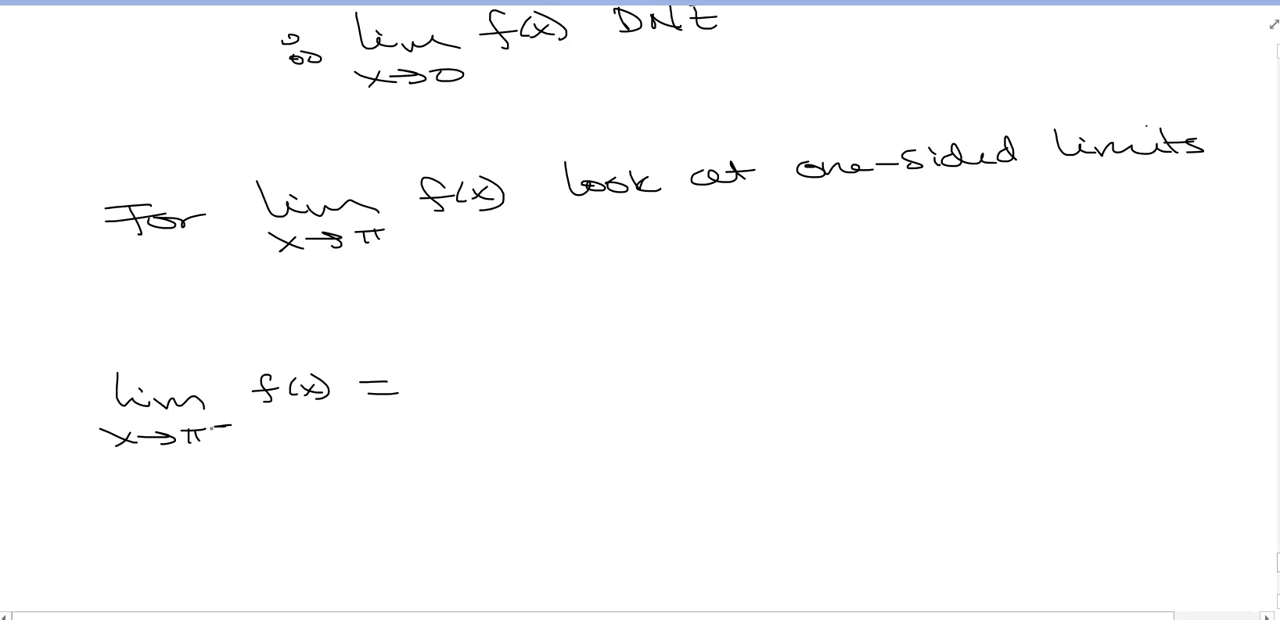 ∴ lim f(x) DNE
x→0
For lim f(x) look at one-sided limits
x→π
lim f(x) =
x→π⁻